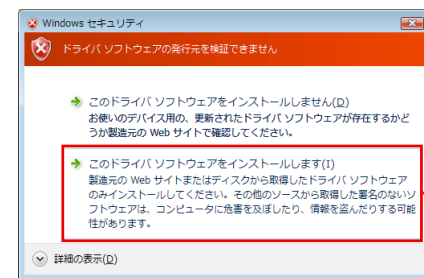 Windows セキュリティ
ドライバ ソフトウェアの発行元を検証できません
このドライバ ソフトウェアをインストールしません(D)
お使いのデバイス用の、更新されたドライバ ソフトウェアが存在するかど
うか製造元の Web サイトで確認してください。
このドライバ ソフトウェアをインストールします(I)
製造元の Web サイトまたはディスクから取得したドライバ ソフトウェア
のみインストールしてください。その他のソースから取得した署名のないソ
フトウェアは、コンピュータに危害を及ぼしたり、情報を盗んだりする可能
性があります。
詳細の表示(D)